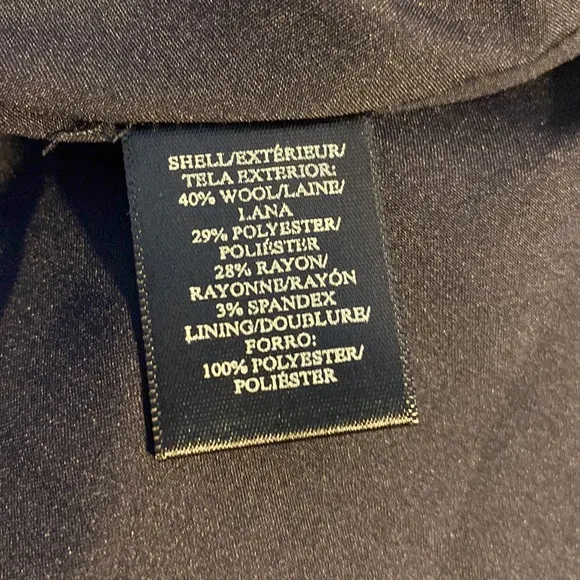 SHELL/EXTÉRIEUR/
TELA EXTERIOR:
40% WOOL/LAINE/
LANA
29% POLYESTER/
POLIÉSTER
28% RAYON/
RAYONNE/RAYÓN
3% SPANDEX
LINING/DOUBLURE/
FORRO:
100% POLYESTER/
POLIÉSTER